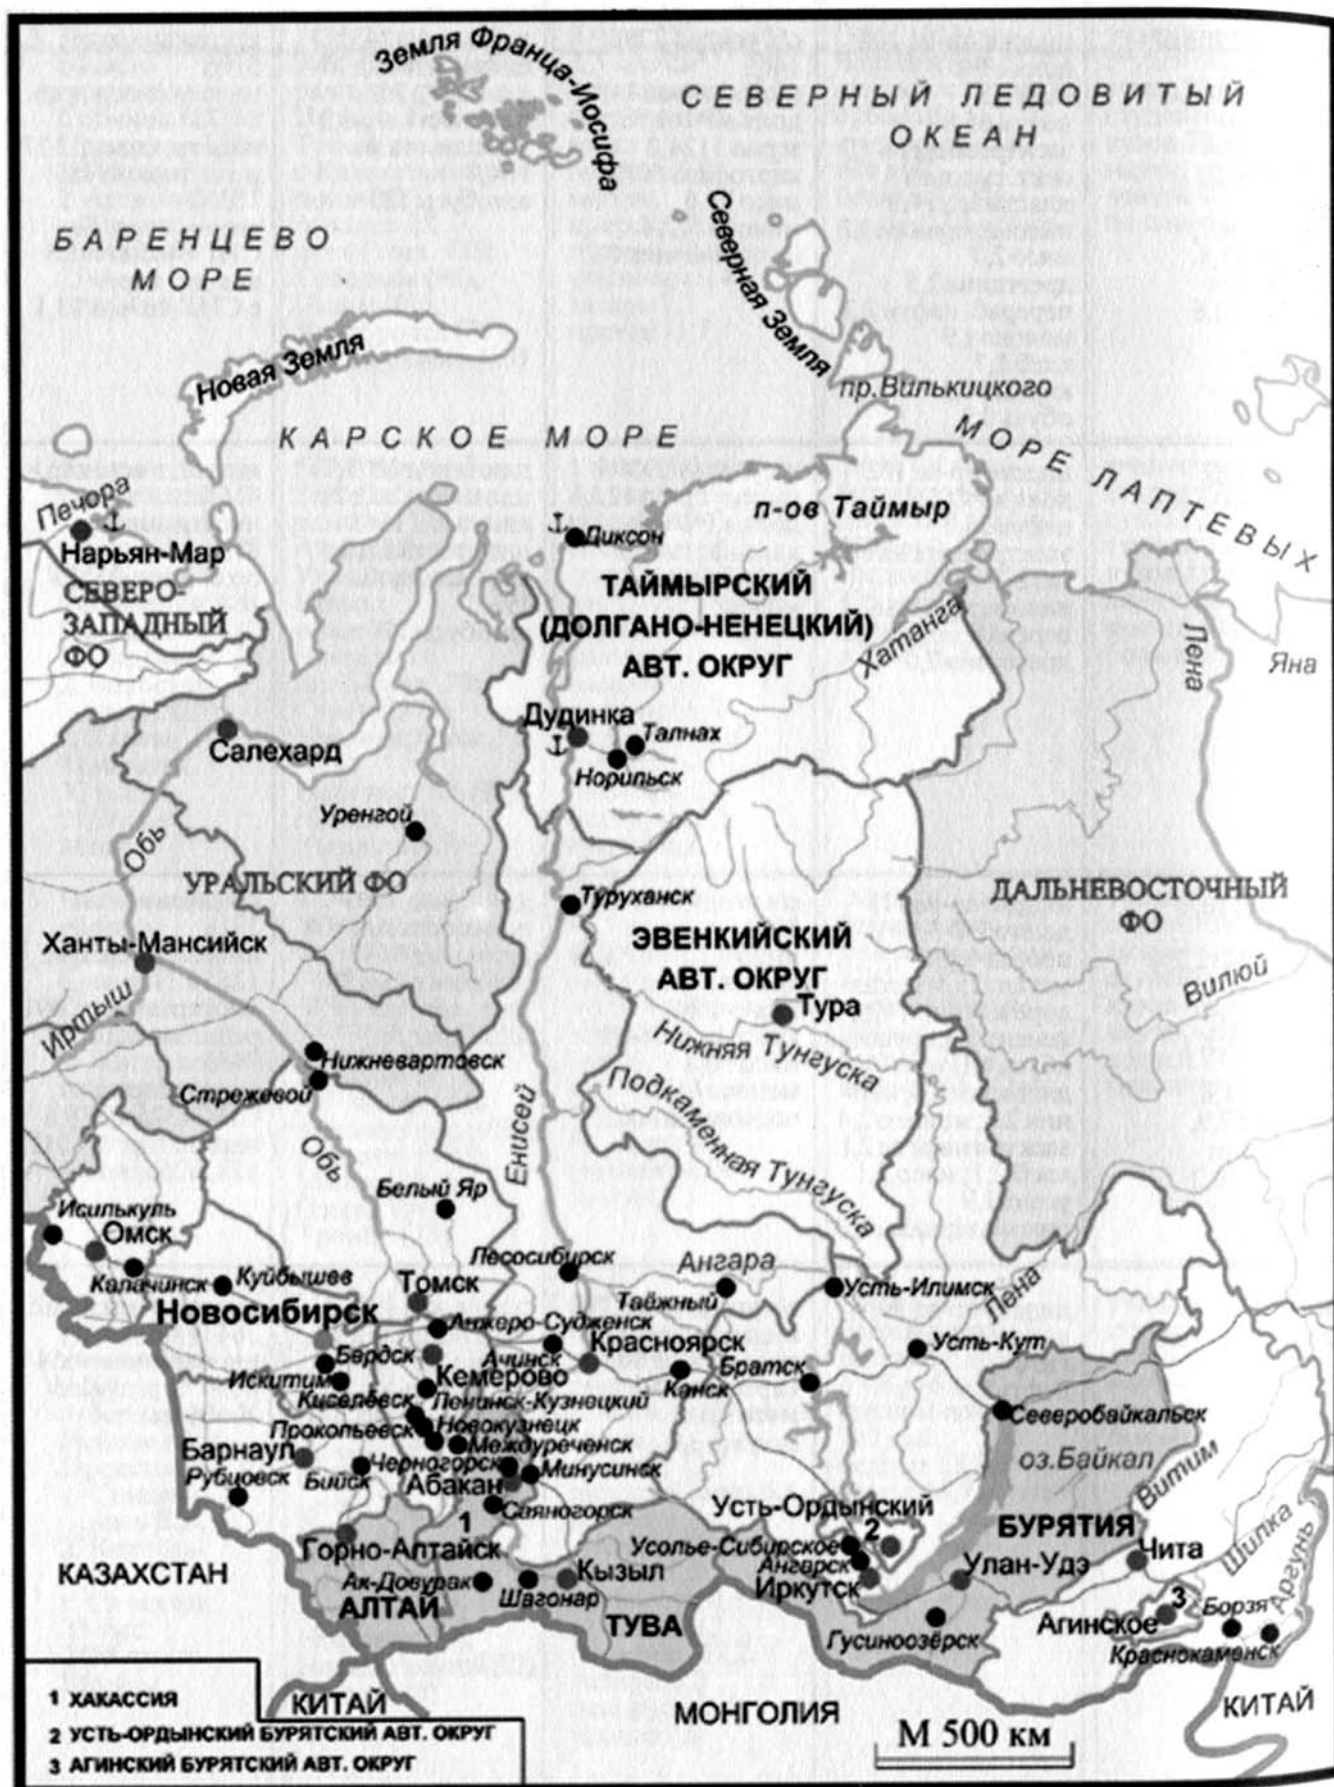 Земля Франца-Иосифа
СЕВЕРНЫЙ ЛЕДОВИТЫЙ
ОКЕАН
БАРЕНЦЕВО
МОРЕ
Северная Земля
Новая Земля
пр.Вилькицкого
КАРСКОЕ МОРЕ
МОРЕ ЛАПТЕВЫХ
Печора
Нарьян-Мар
СЕВЕРО-
ЗАПАДНЫЙ
ФО
п-ов Таймыр
Диксон
ТАЙМЫРСКИЙ
(ДОЛГАНО-НЕНЕЦКИЙ)
АВТ. ОКРУГ
Хатанга
Лена
Яна
Дудинка
Талнах
Норильск
Салехард
Уренгой
Обь
УРАЛЬСКИЙ ФО
ДАЛЬНЕВОСТОЧНЫЙ
ФО
Туруханск
ЭВЕНКИЙСКИЙ
АВТ. ОКРУГ
Ханты-Мансийск
Вилюй
Тура
Иртыш
Нижняя Тунгуска
Нижневартовск
Стрежевой
Подкаменная Тунгуска
Енисей
Обь
Белый Яр
Исилькуль
Омск
Калачинск
Куйбышев
Лесосибирск
Ангара
Таёжный
Усть-Илимск
Лена
Томск
Новосибирск
Анжеро-Судженск
Красноярск
Усть-Кут
Бердск
Ачинск
Братск
Искитим
Кемерово
Канск
Киселёвск
Ленинск-Кузнецкий
Прокопьевск
Новокузнецк
Северобайкальск
Междуреченск
Барнаул
Черногорск
оз.Байкал
Рубцовск
Бийск
Абакан
Минусинск
Витим
Саяногорск
Усть-Ордынский
1
2
БУРЯТИЯ
Шилка
Горно-Алтайск
Усолье-Сибирское
Чита
Аргунь
КАЗАХСТАН
Ангарск
Улан-Удэ
Ак-Довурак
Кызыл
Иркутск
Шагонар
АЛТАЙ
3
Борзя
ТУВА
Агинское
Гусиноозёрск
Краснокаменск
1 ХАКАССИЯ
КИТАЙ
МОНГОЛИЯ
КИТАЙ
2 УСТЬ-ОРДЫНСКИЙ БУРЯТСКИЙ АВТ. ОКРУГ
М 500 км
3 АГИНСКИЙ БУРЯТСКИЙ АВТ. ОКРУГ